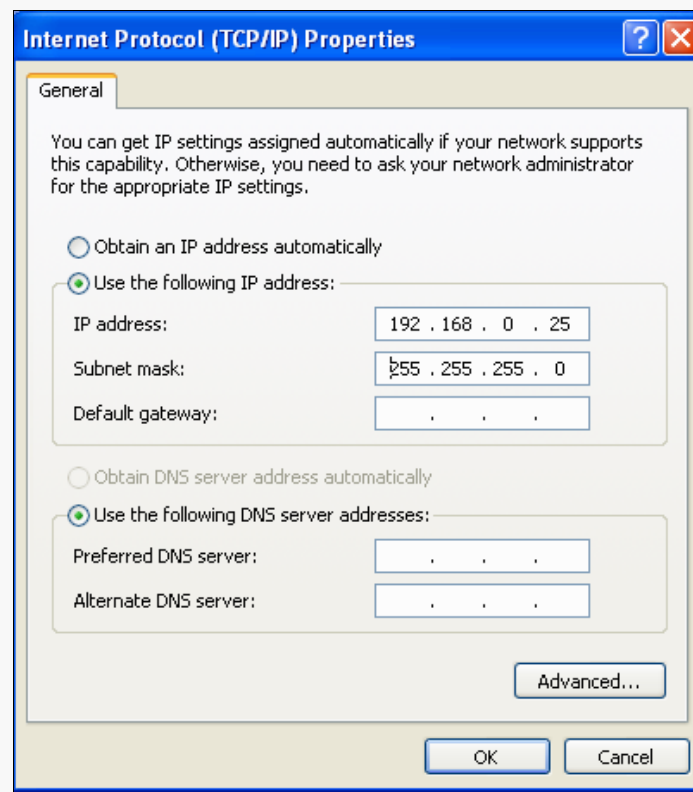 Internet Protocol (TCP/IP) Properties
General
You can get IP settings assigned automatically if your network supports
this capability. Otherwise, you need to ask your network administrator
for the appropriate IP settings.
Obtain an IP address automatically
Use the following IP address:
IP address: 192 . 168 . 0 . 25
Subnet mask: 255 . 255 . 255 . 0
Default gateway: . . .
Obtain DNS server address automatically
Use the following DNS server addresses:
Preferred DNS server: . . .
Alternate DNS server: . . .
Advanced...
OK Cancel